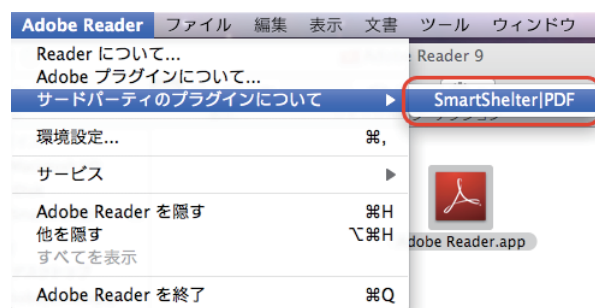 Adobe Reader ファイル 編集 表示 文書 ツール ウィンドウ
Reader について...
Reader 9
Adobe プラグインについて...
サードパーティのプラグインについて ▶
SmartShelter|PDF
環境設定... ⌘,
サービス ▶
Adobe Reader を隠す ⌘H
他を隠す ⌥⌘H
dobe Reader.app
すべてを表示
Adobe Reader を終了 ⌘Q